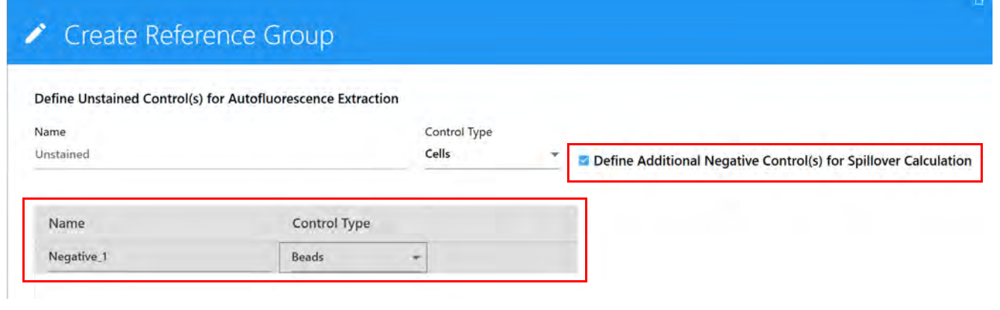 Create Reference Group
Define Unstained Control(s) for Autofluorescence Extraction
Name Control Type
Unstained Cells Define Additional Negative Control(s) for Spillover Calculation
Name Control Type
Negative_1 Beads